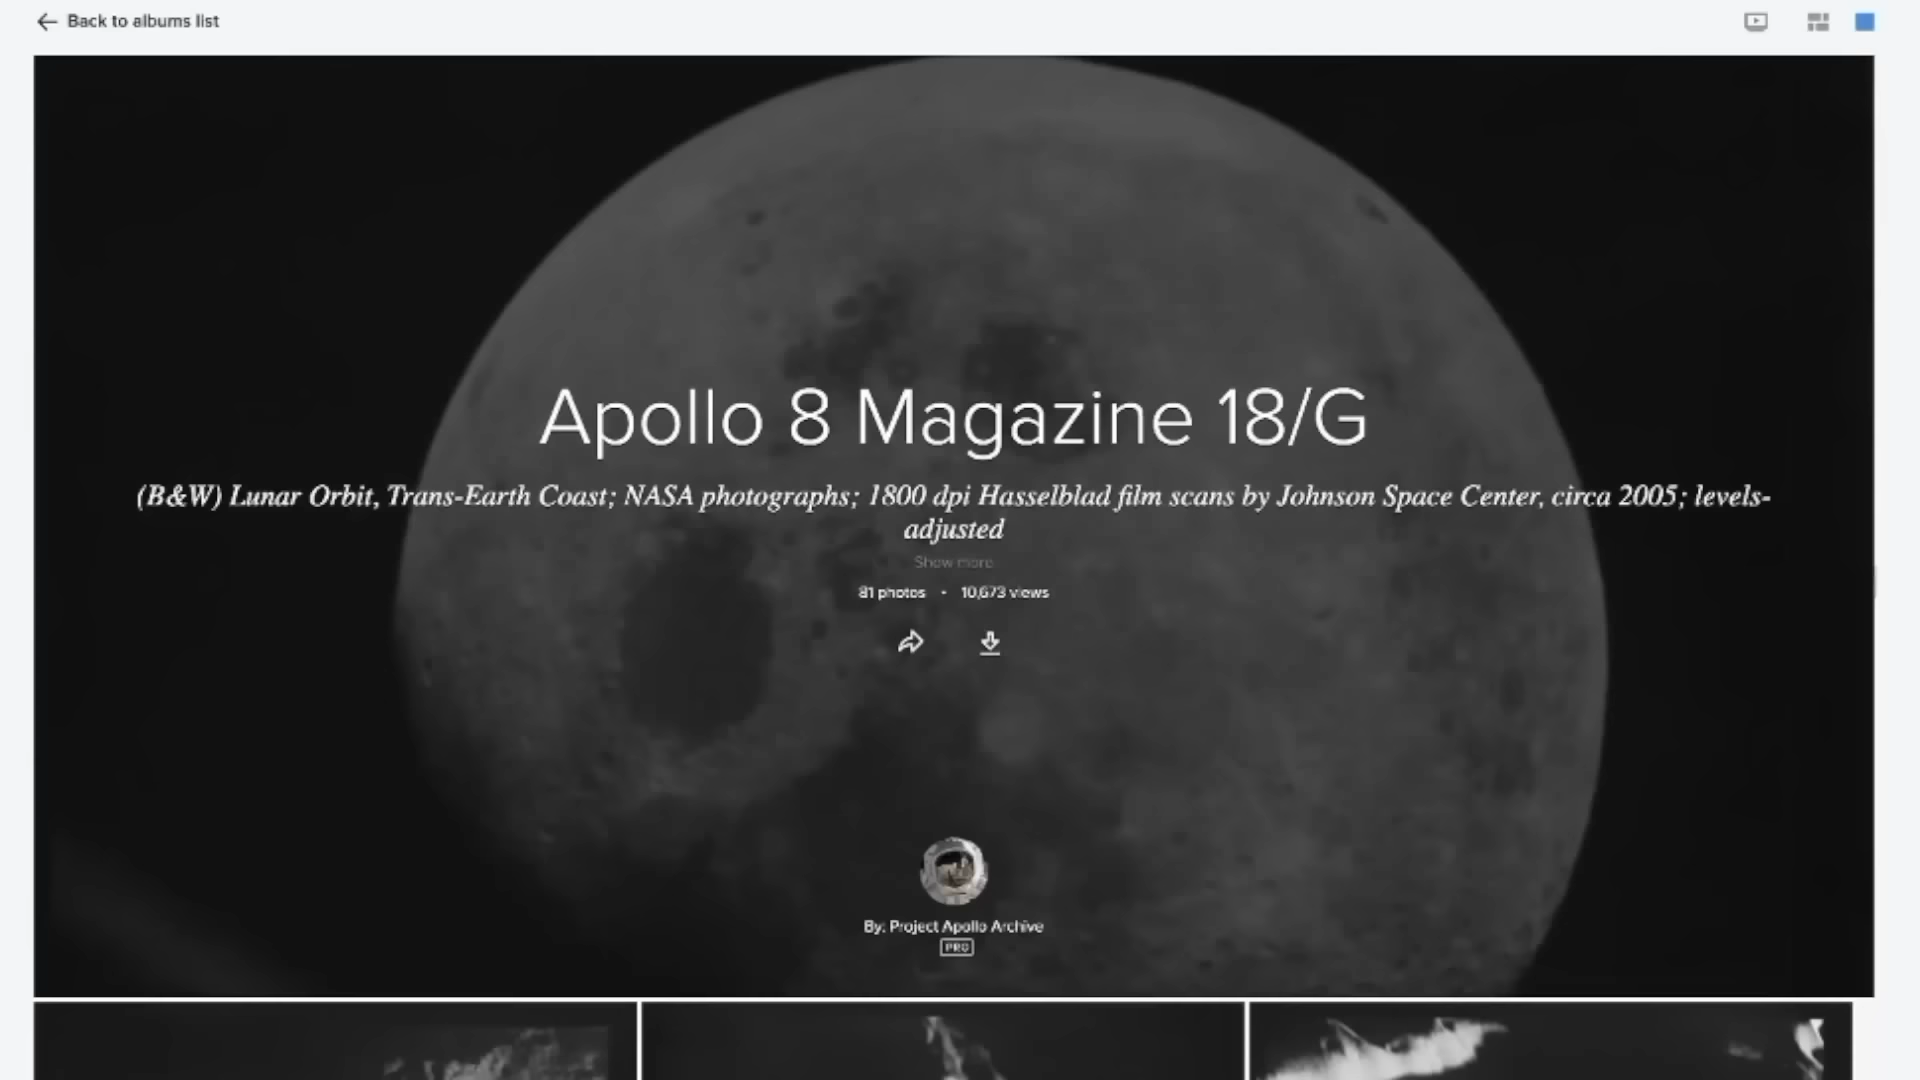 Back to albums list
Apollo 8 Magazine 18/G
(B&W) Lunar Orbit, Trans-Earth Coast; NASA photographs; 1800 dpi Hasselblad film scans by Johnson Space Center, circa 2005; levels-
adjusted
Show more
81 photos • 10,673 views
By: Project Apollo Archive
PRO